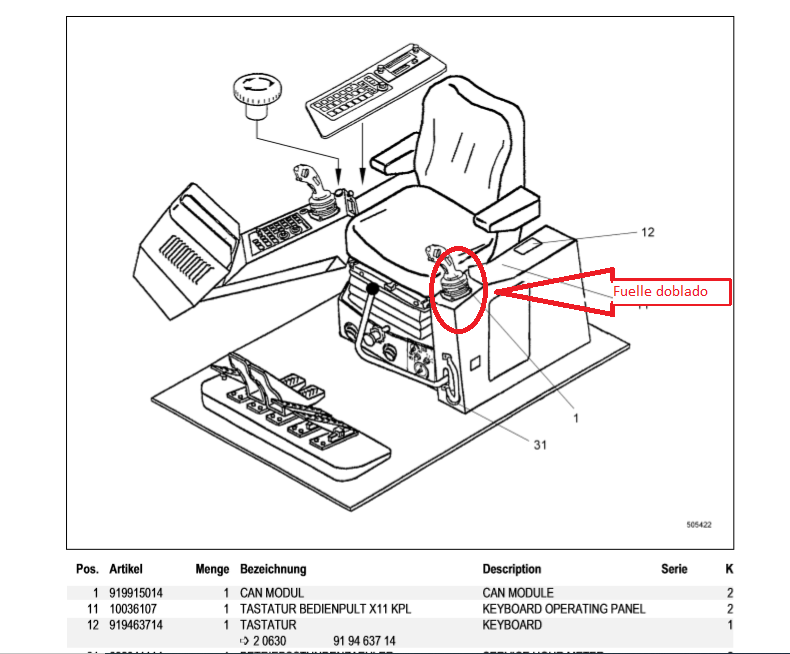 12
Fuelle doblado
1
31
505422
Pos. Artikel Menge Bezeichnung Description Serie K
1 919915014 1 CAN MODUL CAN MODULE 2
11 10036107 1 TASTATUR BEDIENPULT X11 KPL KEYBOARD OPERATING PANEL 2
12 919463714 1 TASTATUR KEYBOARD 1
2 0630 91 94 637 14